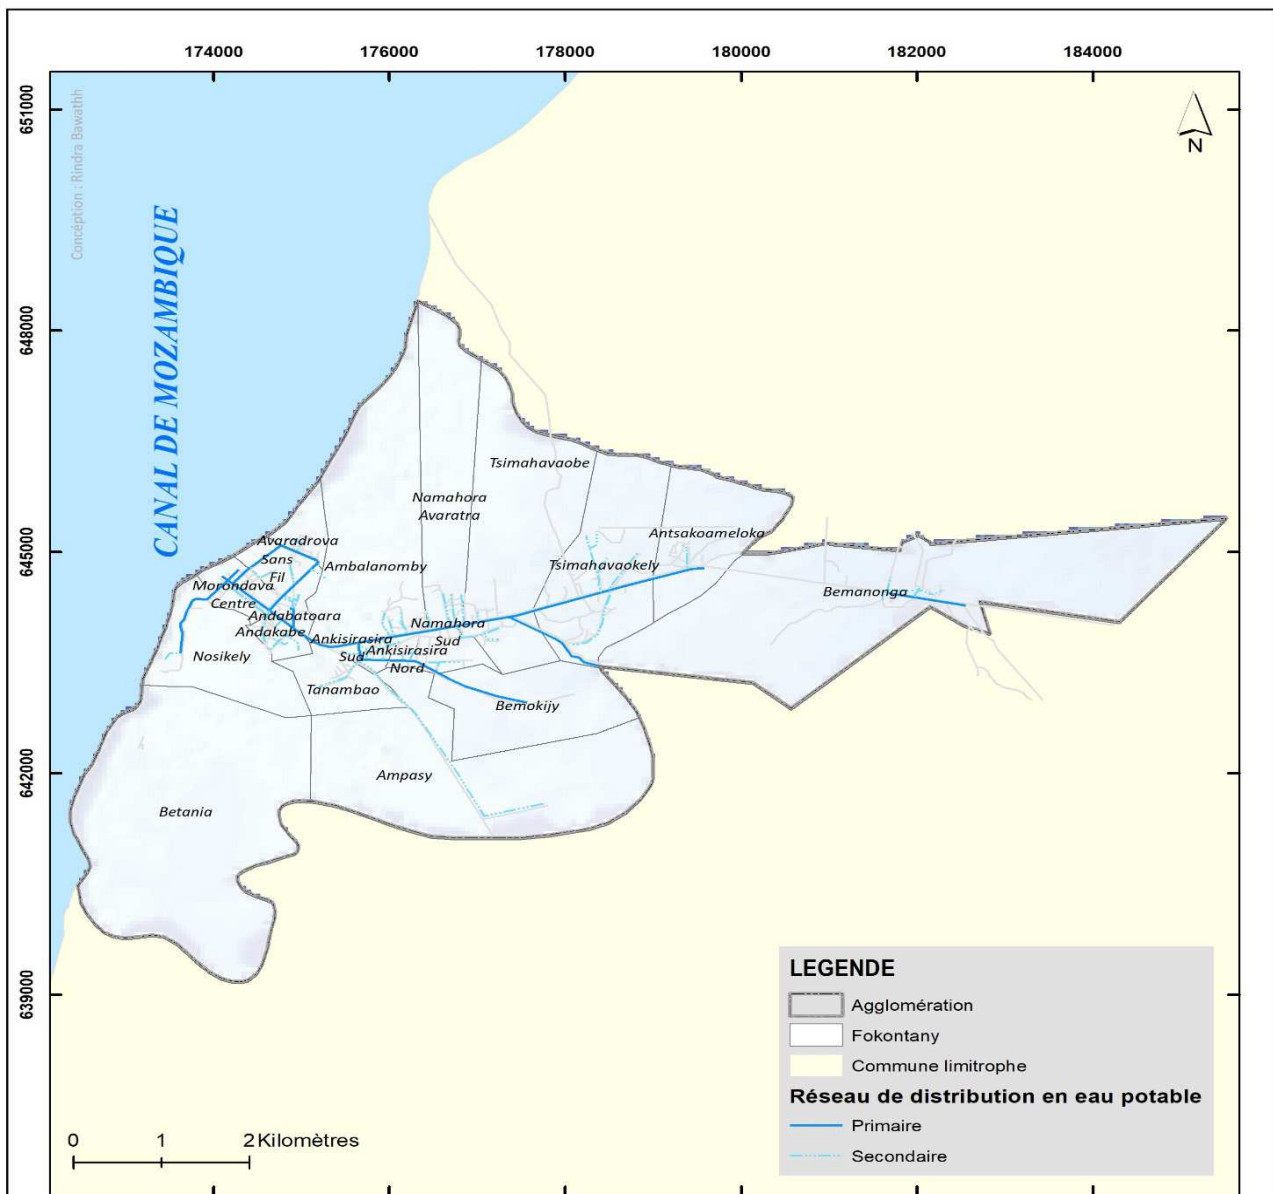 174000 176000 178000 180000 182000 184000
651000
648000
645000
642000
639000
Conception : Rindra Bawathh
CANAL DE MOZAMBIQUE
N
Tsimahavaobe
Namahora
Avaratra
Avaradrova
Sans
Fil
Ambalanomby
Antsakoameloka
Tsimahavaokely
Morondava
Centre
Andabatoara
Andakabe
Bemanonga
Namahora
Sud
Ankisirasira
Sud
Ankisirasira
Nord
Nosikely
Tanambao
Bemokijy
Ampasy
Betania
LEGENDE
Agglomération
Fokontany
Commune limitrophe
Réseau de distribution en eau potable
Primaire
Secondaire
0 1 2 Kilomètres